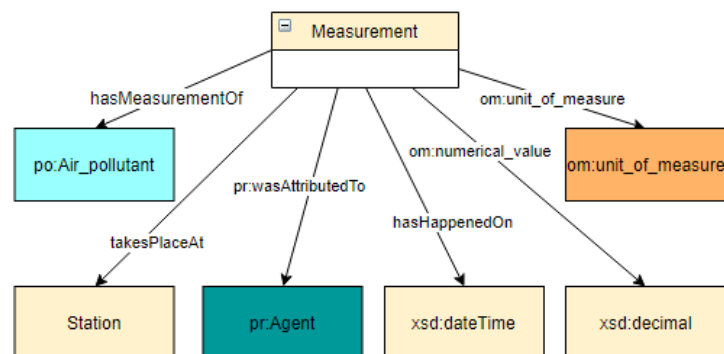 Measurement
hasMeasurementOf
om:unit_of_measure
po:Air_pollutant
om:numerical_value
om:unit_of_measure
pr:wasAttributedTo
hasHappenedOn
takesPlaceAt
Station
pr:Agent
xsd:dateTime
xsd:decimal